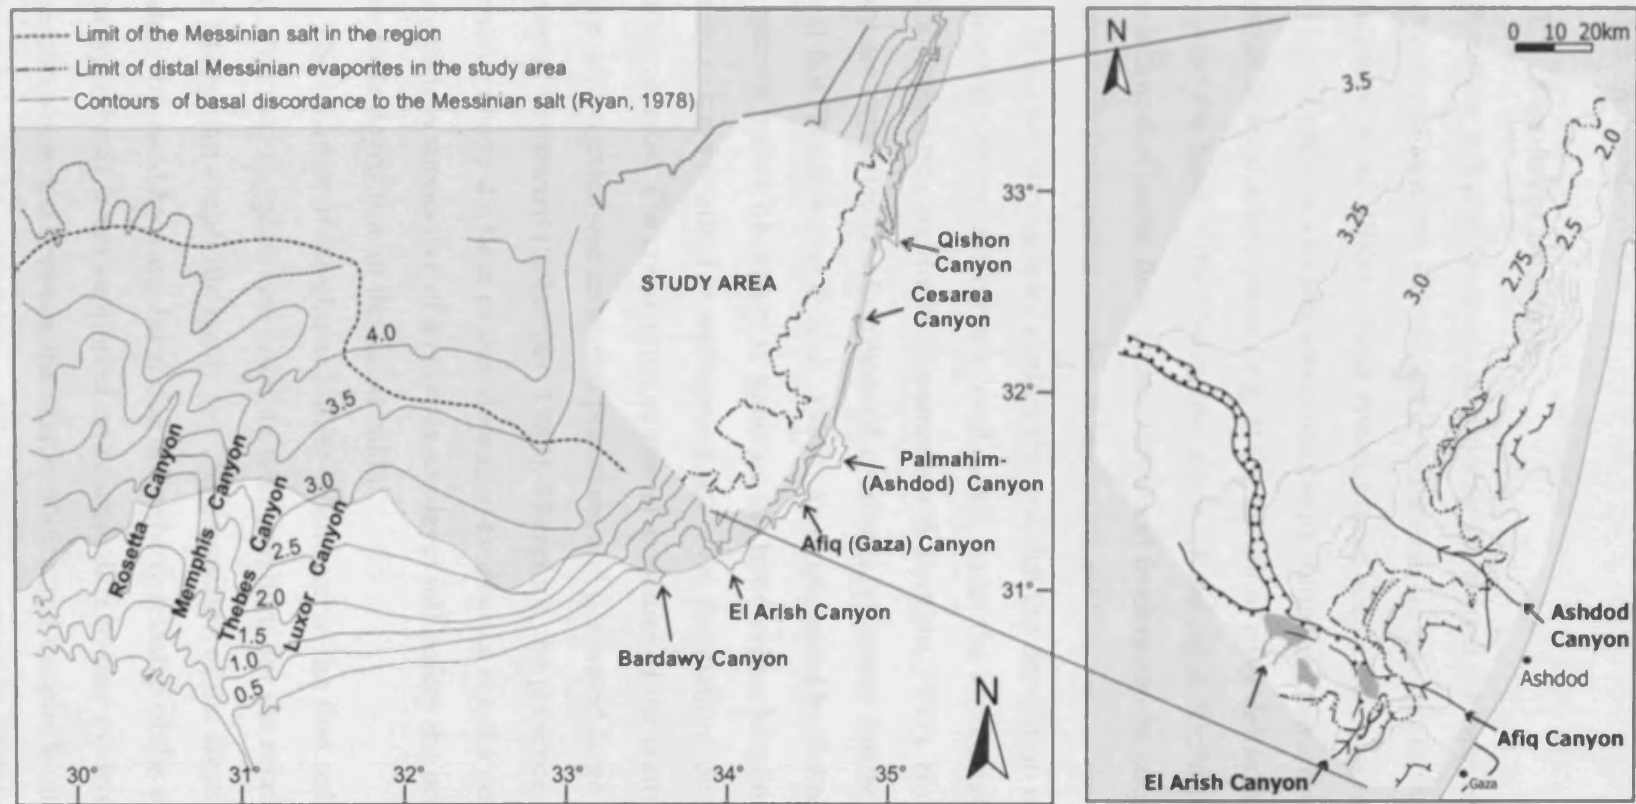 Limit of the Messinian salt in the region
Limit of distal Messinian evaporites in the study area
Contours of basal discordance to the Messinian salt (Ryan, 1978)
33°
Qishon
Canyon
STUDY AREA
Cesarea
Canyon
4.0
32°
3.5
Palmahim-
(Ashdod) Canyon
3.0
Rosetta Canyon
Memphis Canyon
Thebes Canyon
Luxor Canyon
2.5
Afiq (Gaza) Canyon
31°
2.0
El Arish Canyon
1.5
Bardawy Canyon
1.0
0.5
N
30°
31°
32°
33°
34°
35°
N
0 10 20km
3.5
2.0
3.25
2.5
2.75
3.0
Ashdod
Canyon
Ashdod
Afiq Canyon
El Arish Canyon
Gaza